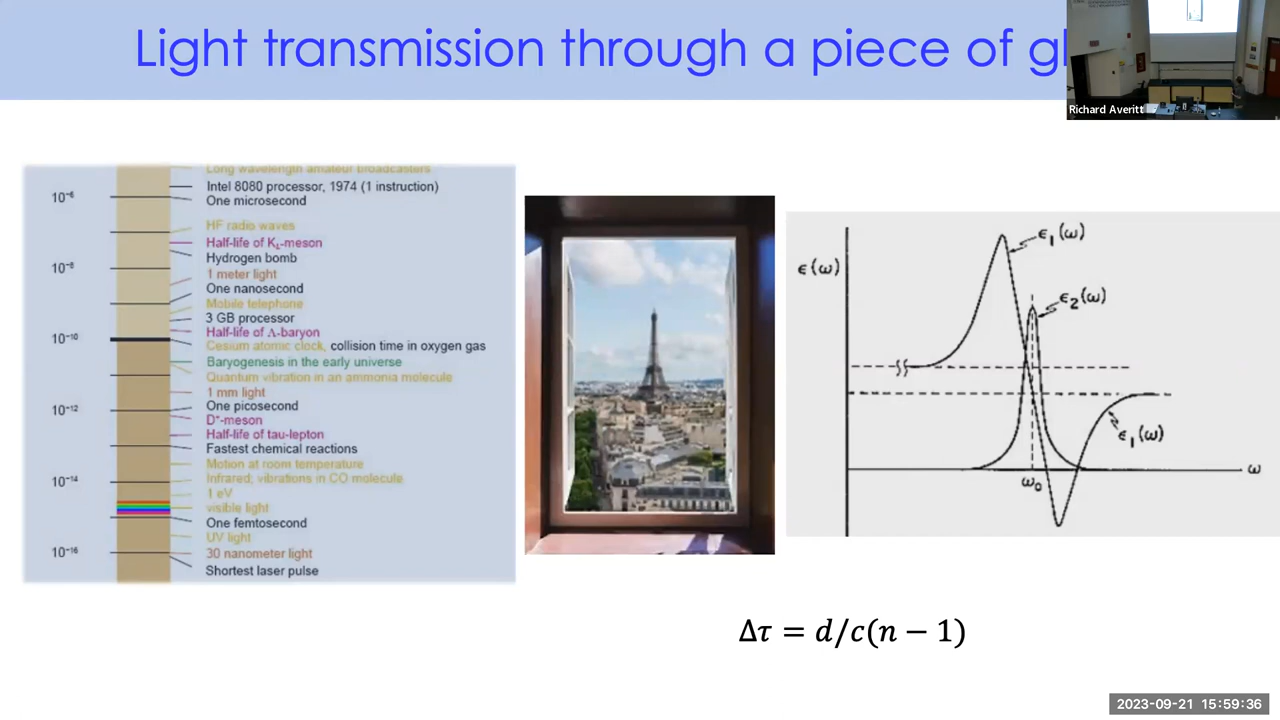 Light transmission through a piece of gl
Richard Averitt
Long wavelength amateur broadcasters
10⁻⁶
Intel 8080 processor, 1974 (1 instruction)
One microsecond
HF radio waves
Half-life of K_L-meson
Hydrogen bomb
10⁻⁸
1 meter light
One nanosecond
Mobile telephone
3 GB processor
Half-life of Λ-baryon
10⁻¹⁰
Cesium atomic clock, collision time in oxygen gas
Baryogenesis in the early universe
Quantum vibration in an ammonia molecule
1 mm light
10⁻¹²
One picosecond
D⁺-meson
Half-life of tau-lepton
Fastest chemical reactions
Motion at room temperature
10⁻¹⁴
Infrared; vibrations in CO molecule
1 eV
visible light
One femtosecond
UV light
10⁻¹⁶
30 nanometer light
Shortest laser pulse
ϵ(ω)
ϵ₁(ω)
ϵ₂(ω)
ϵ₁(ω)
ω₀
ω
Δτ = d/c(n − 1)
2023-09-21 15:59:36